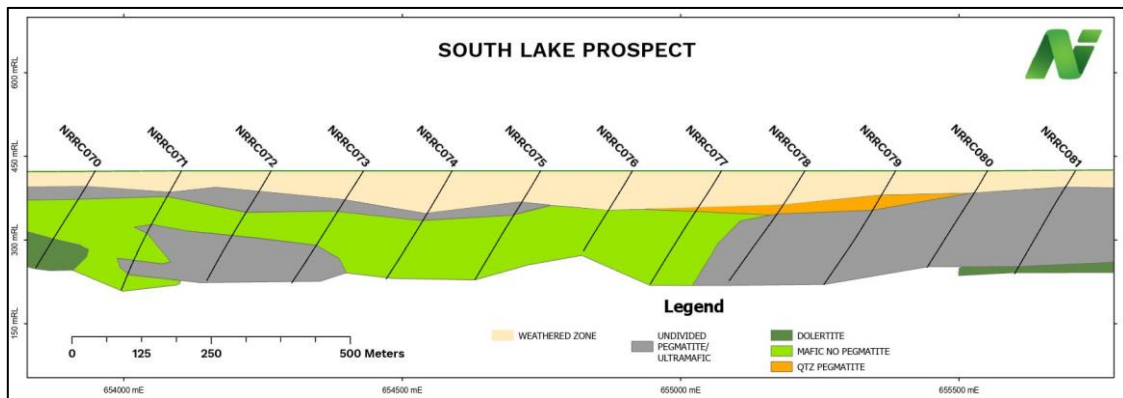 SOUTH LAKE PROSPECT
600 mRL
450 mRL
300 mRL
150 mRL
NRRC070
NRRC071
NRRC072
NRRC073
NRRC074
NRRC075
NRRC076
NRRC077
NRRC078
NRRC079
NRRC080
NRRC081
Legend
WEATHERED ZONE
UNDIVIDED
PEGMATITE/
ULTRAMAFIC
DOLERTITE
MAFIC NO PEGMATITE
QTZ PEGMATITE
0 125 250 500 Meters
654000 mE 654500 mE 655000 mE 655500 mE